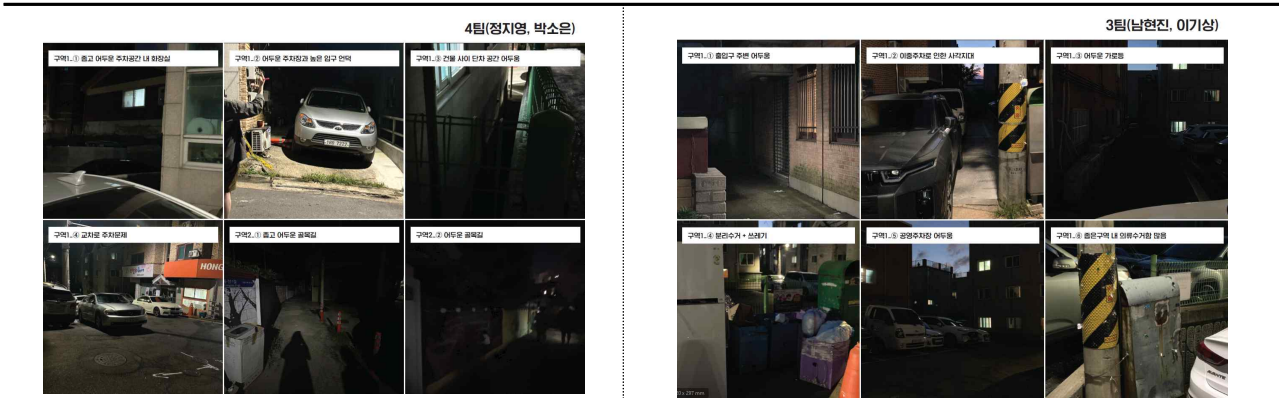 4팀(정지영, 박소은)
구역1_① 좁고 어두운 주차공간 내 화장실
구역1_② 어두운 주차장과 높은 입구 언덕
구역1_③ 건물 사이 단차 공간 어두움
구역1_④ 교차로 주차문제
HONG
구역2_① 좁고 어두운 골목길
구역2_② 어두운 골목길
3팀(남현진, 이기상)
구역1_① 출입구 주변 어두움
구역1_② 이중주차로 인한 사각지대
구역1_③ 어두운 가로등
구역1_④ 분리수거 + 쓰레기
구역1_⑤ 공영주차장 어두움
구역1_⑥ 좁은구역 내 의류수거함 많음